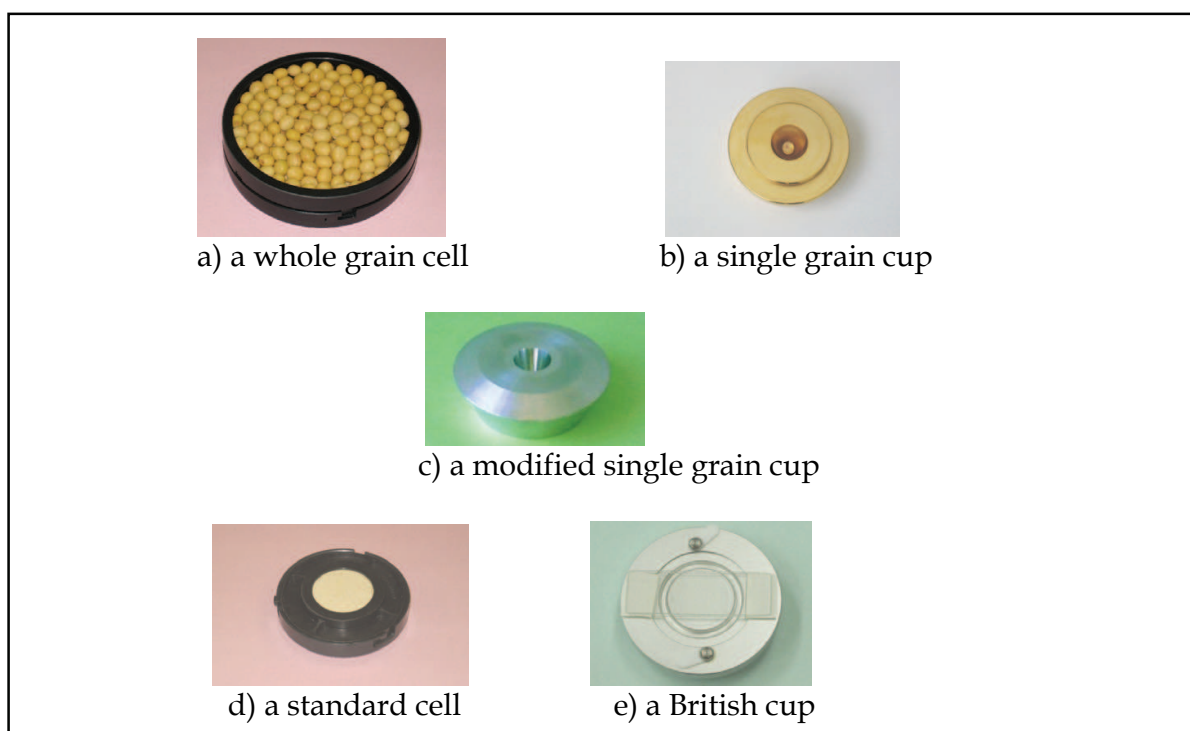 a) a whole grain cell
b) a single grain cup
c) a modified single grain cup
d) a standard cell
e) a British cup